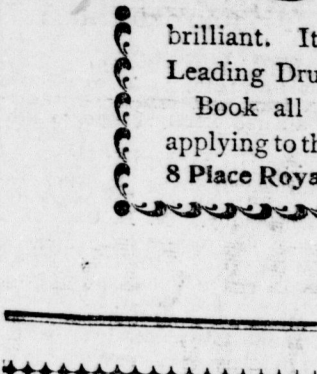 brilliant. It
Leading Dru
Book all
applying to th
8 Place Roya